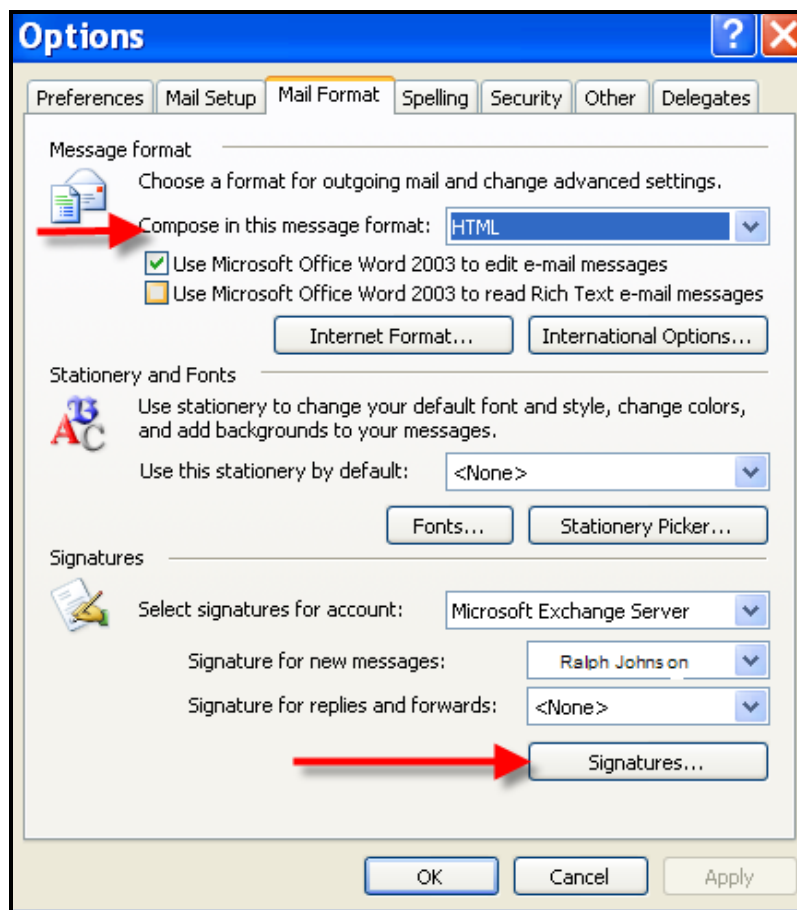 Options
Preferences Mail Setup Mail Format Spelling Security Other Delegates
Message format
Choose a format for outgoing mail and change advanced settings.
Compose in this message format: HTML
Use Microsoft Office Word 2003 to edit e-mail messages
Use Microsoft Office Word 2003 to read Rich Text e-mail messages
Internet Format... International Options...
Stationery and Fonts
Use stationery to change your default font and style, change colors,
and add backgrounds to your messages.
Use this stationery by default: <None>
Fonts... Stationery Picker...
Signatures
Select signatures for account: Microsoft Exchange Server
Signature for new messages: Ralph Johnson
Signature for replies and forwards: <None>
Signatures...
OK Cancel Apply